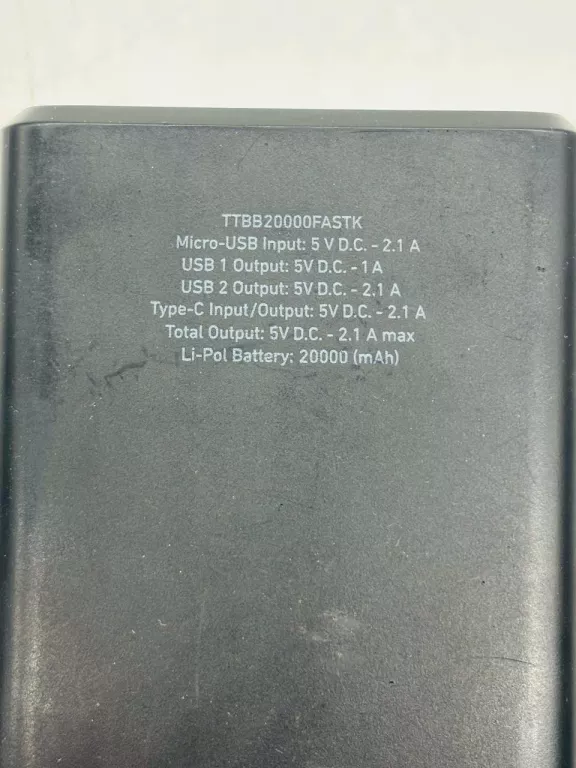 TTBB20000FASTK
Micro-USB Input: 5 V D.C. - 2.1 A
USB 1 Output: 5V D.C. - 1 A
USB 2 Output: 5V D.C. - 2.1 A
Type-C Input/Output: 5V D.C. - 2.1 A
Total Output: 5V D.C. - 2.1 A max
Li-Pol Battery: 20000 (mAh)